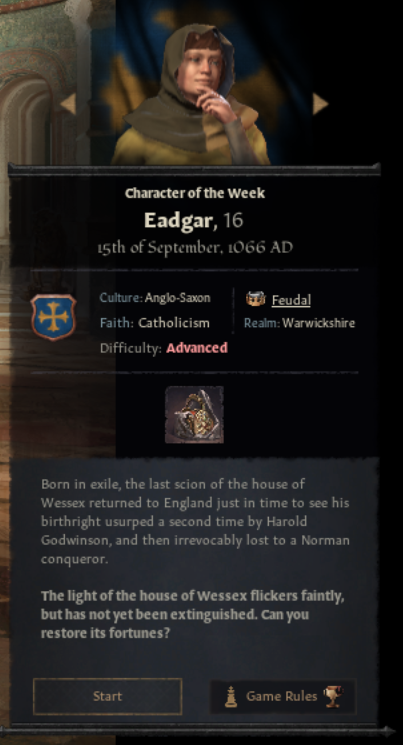 Character of the Week
Eadgar, 16
15th of September, 1066 AD
Culture: Anglo-Saxon
Feudal
Faith: Catholicism
Realm: Warwickshire
Difficulty: Advanced
Born in exile, the last scion of the house of
Wessex returned to England just in time to see his
birthright usurped a second time by Harold
Godwinson, and then irrevocably lost to a Norman
conqueror.
The light of the house of Wessex flickers faintly,
but has not yet been extinguished. Can you
restore its fortunes?
Start
Game Rules